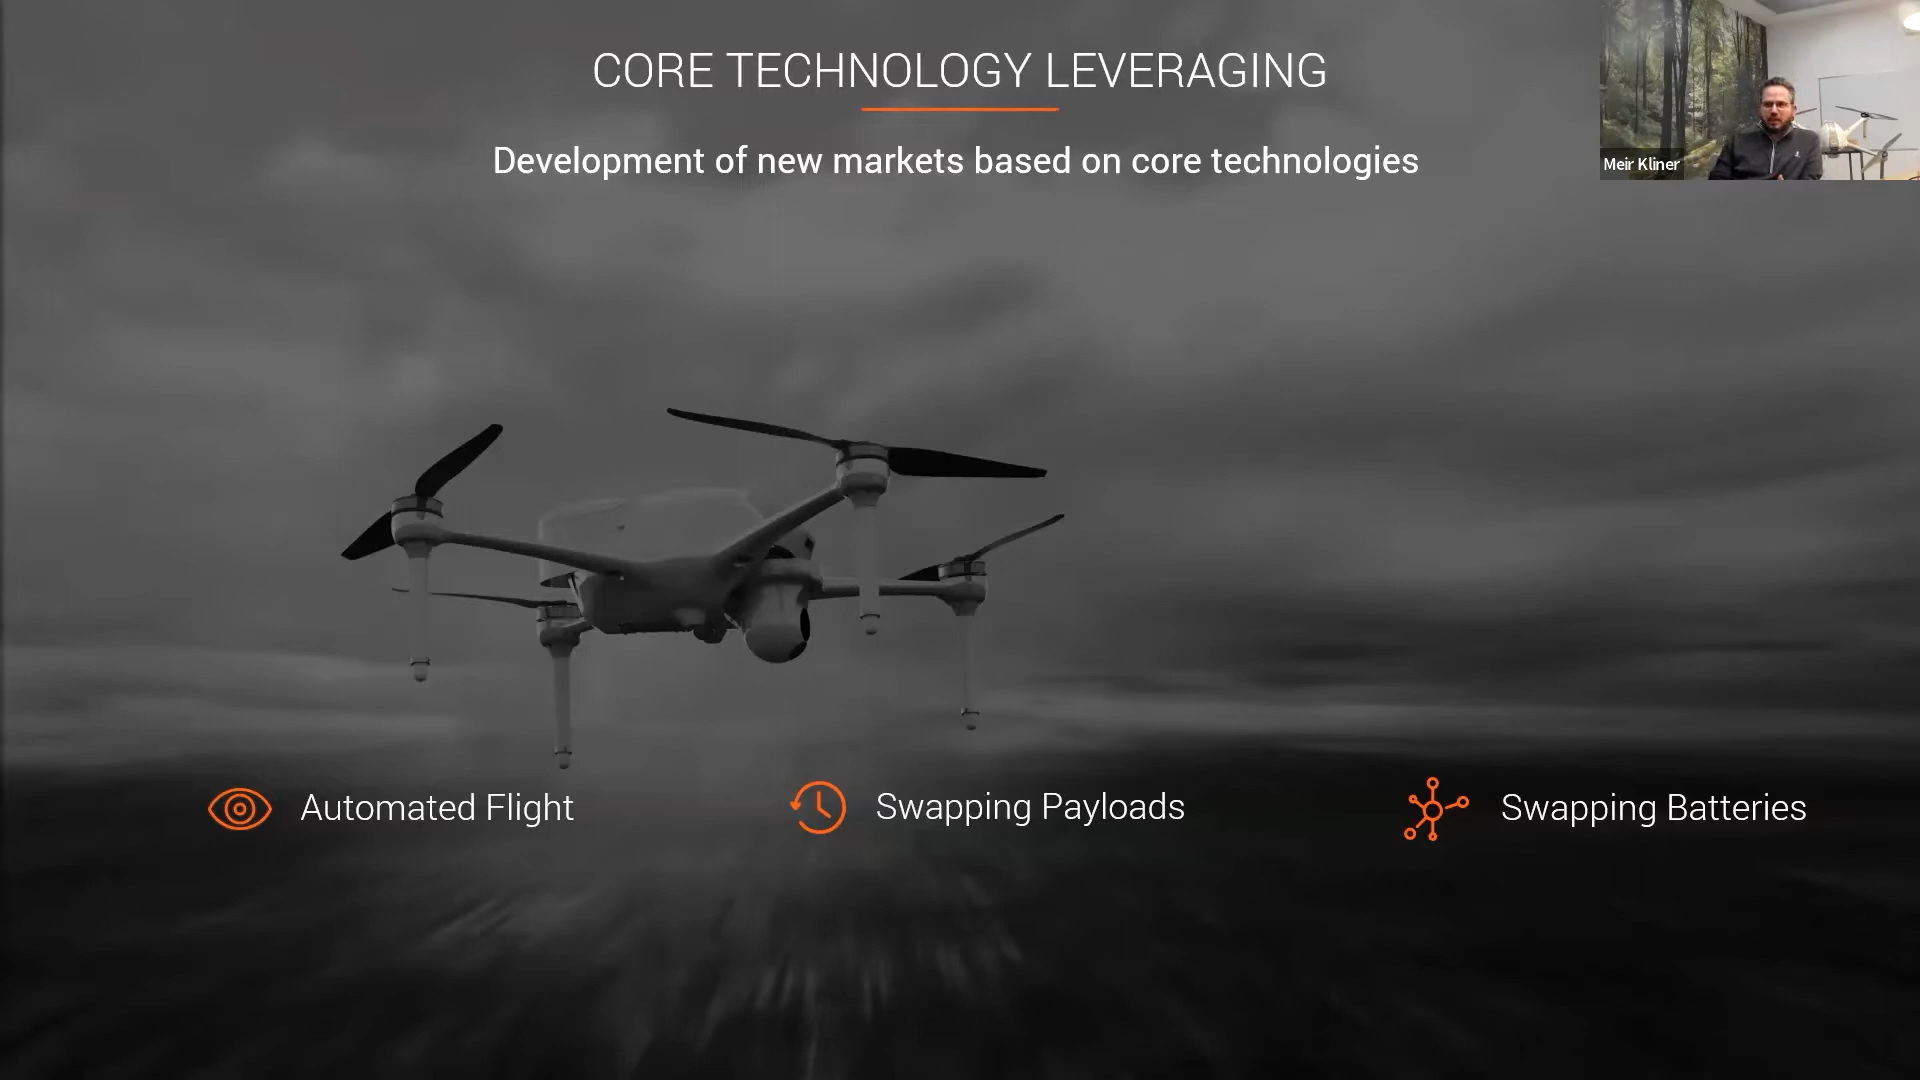 CORE TECHNOLOGY LEVERAGING
Development of new markets based on core technologies
Meir Kliner
Automated Flight
Swapping Payloads
Swapping Batteries